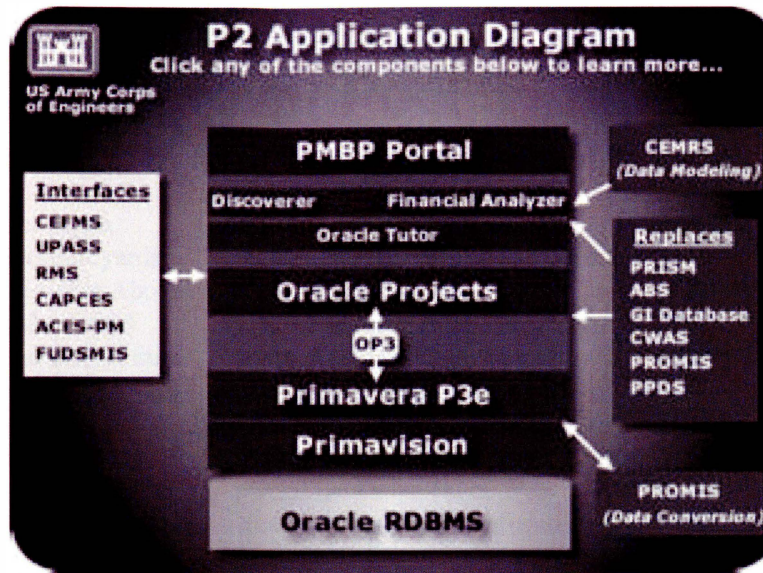 P2 Application Diagram
Click any of the components below to learn more...
US Army Corps
of Engineers
PMBP Portal
Discoverer
Financial Analyzer
Oracle Tutor
Oracle Projects
OP3
Primavera P3e
Primavision
Oracle RDBMS
Interfaces
CEFMS
UPASS
RMS
CAPCES
ACES-PM
FUDSMIS
CEMRS
(Data Modeling)
Replaces
PRISM
ABS
GI Database
CWAS
PROMIS
PPDS
PROMIS
(Data Conversion)